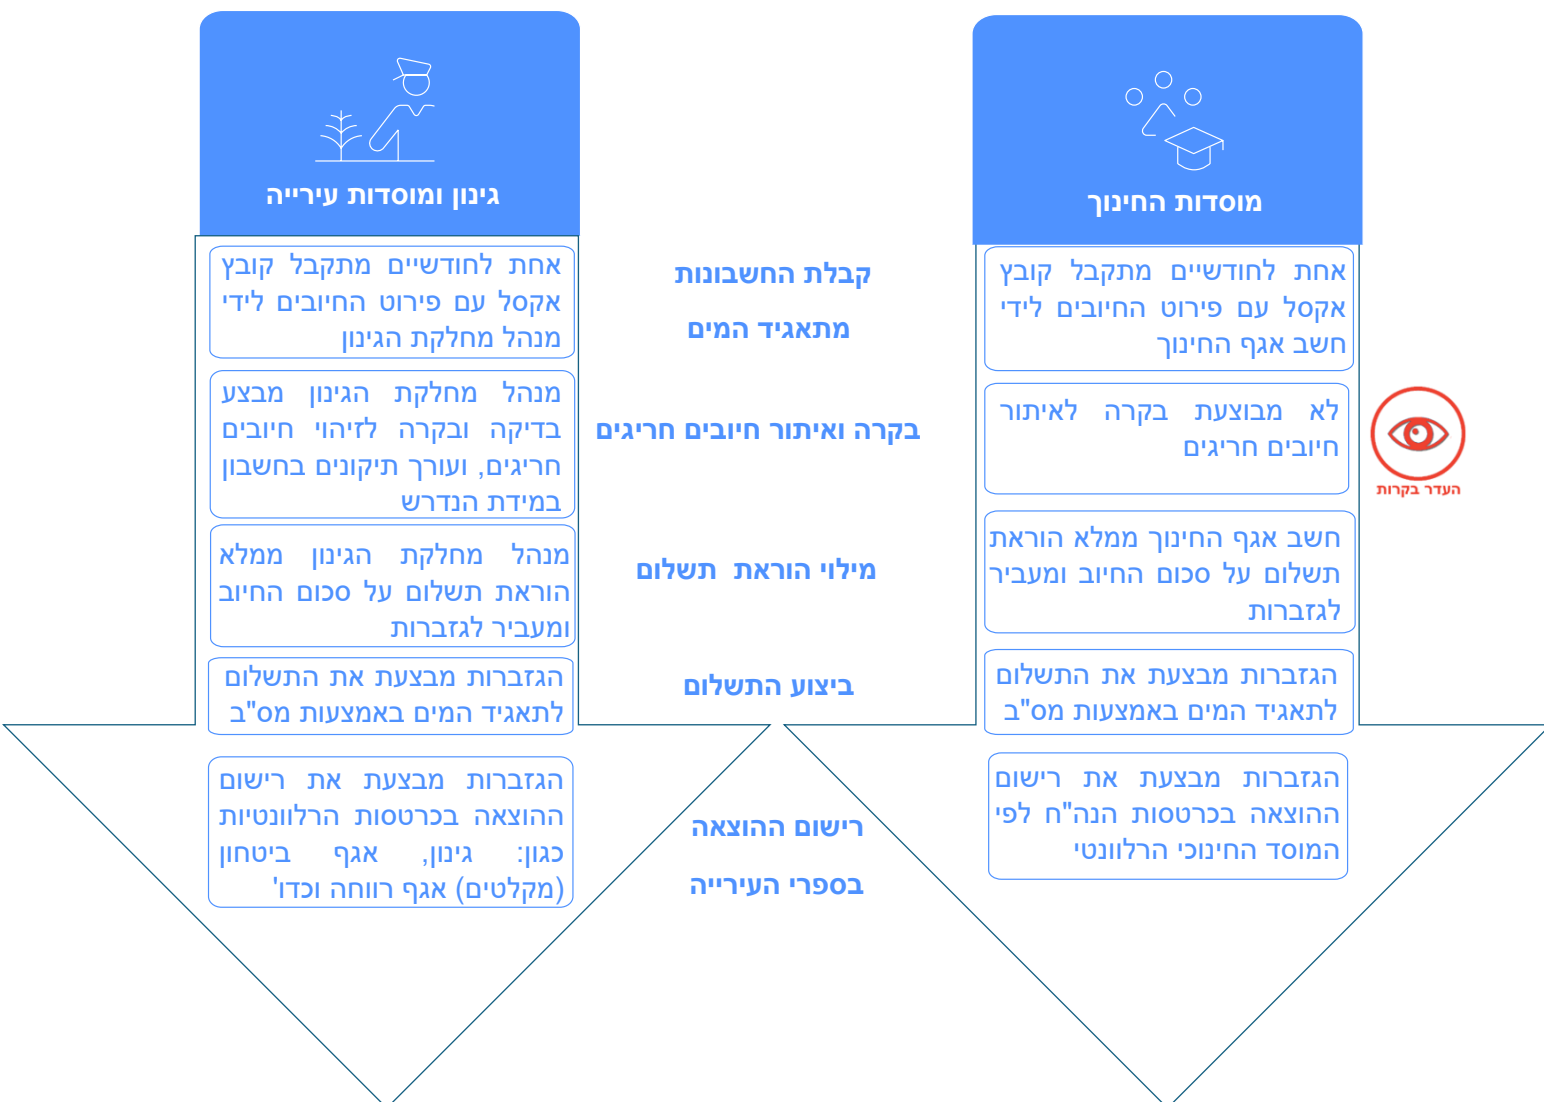 מוסדות החינוך
אחת לחודשיים מתקבל קובץ
אקסל עם פירוט החיובים לידי
חשב אגף החינוך
לא מבוצעת בקרה לאיתור
חיובים חריגים
העדר בקרות
חשב אגף החינוך ממלא הוראת
תשלום על סכום החיוב ומעביר
לגזברות
הגזברות מבצעת את התשלום
לתאגיד המים באמצעות מס"ב
הגזברות מבצעת את רישום
ההוצאה בכרטסות הנה"ח לפי
המוסד החינוכי הרלוונטי
קבלת החשבונות
מתאגיד המים
בקרה ואיתור חיובים חריגים
מילוי הוראת תשלום
ביצוע התשלום
רישום ההוצאה
בספרי העירייה
גינון ומוסדות עירייה
אחת לחודשיים מתקבל קובץ
אקסל עם פירוט החיובים לידי
מנהל מחלקת הגינון
מנהל מחלקת הגינון מבצע
בדיקה ובקרה לזיהוי חיובים
חריגים, ועורך תיקונים בחשבון
במידת הנדרש
מנהל מחלקת הגינון ממלא
הוראת תשלום על סכום החיוב
ומעביר לגזברות
הגזברות מבצעת את התשלום
לתאגיד המים באמצעות מס"ב
הגזברות מבצעת את רישום
ההוצאה בכרטסות הרלוונטיות
כגון: גינון, אגף ביטחון
(מקלטים) אגף רווחה וכדו'